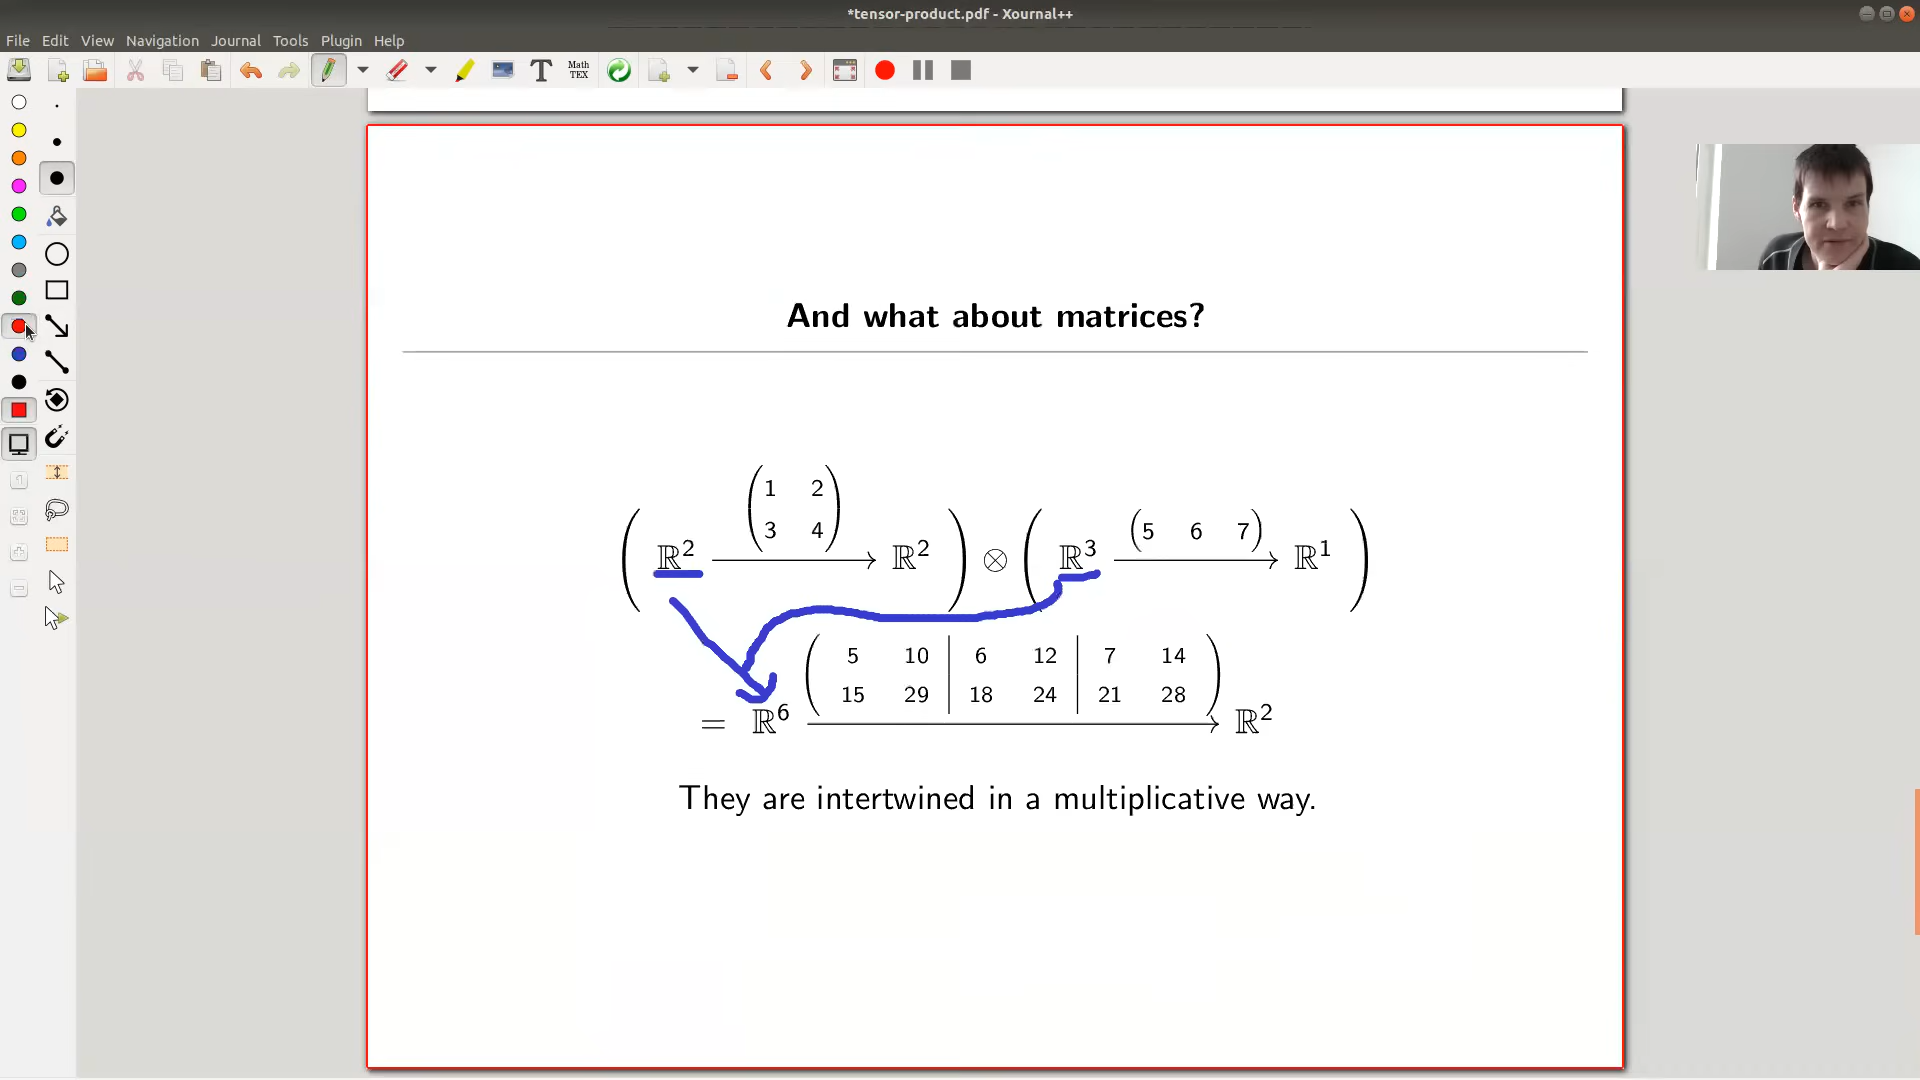 *tensor-product.pdf - Xournal++
File Edit View Navigation Journal Tools Plugin Help
Math
TEX
And what about matrices?
( ℝ² →(1 2 / 3 4) ℝ² ) ⊗ ( ℝ³ →(5 6 7) ℝ¹ )
= ℝ⁶ →(5 10 | 6 12 | 7 14 / 15 29 | 18 24 | 21 28) ℝ²
They are intertwined in a multiplicative way.